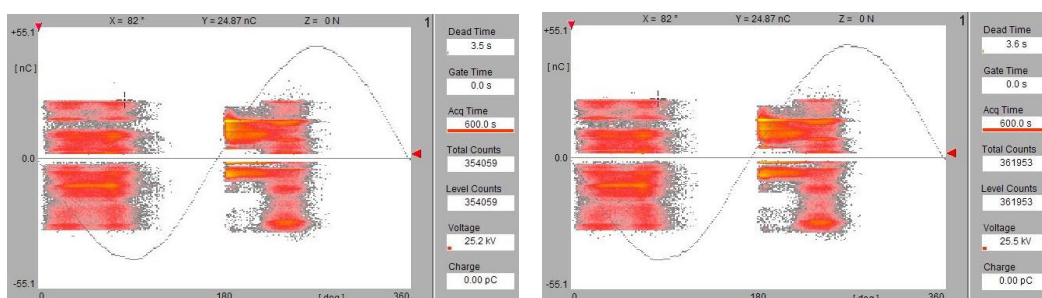 X = 82 ° Y = 24.87 nC Z = 0 N 1
+55.1
[ nC ]
0.0
-55.1
0 180 [ deg ] 360
Dead Time
3.5 s
Gate Time
0.0 s
Acq Time
600.0 s
Total Counts
354059
Level Counts
354059
Voltage
25.2 kV
Charge
0.00 pC
X = 82 ° Y = 24.87 nC Z = 0 N 1
+55.1
[ nC ]
0.0
-55.1
0 180 [ deg ] 360
Dead Time
3.6 s
Gate Time
0.0 s
Acq Time
600.0 s
Total Counts
361953
Level Counts
361953
Voltage
25.5 kV
Charge
0.00 pC